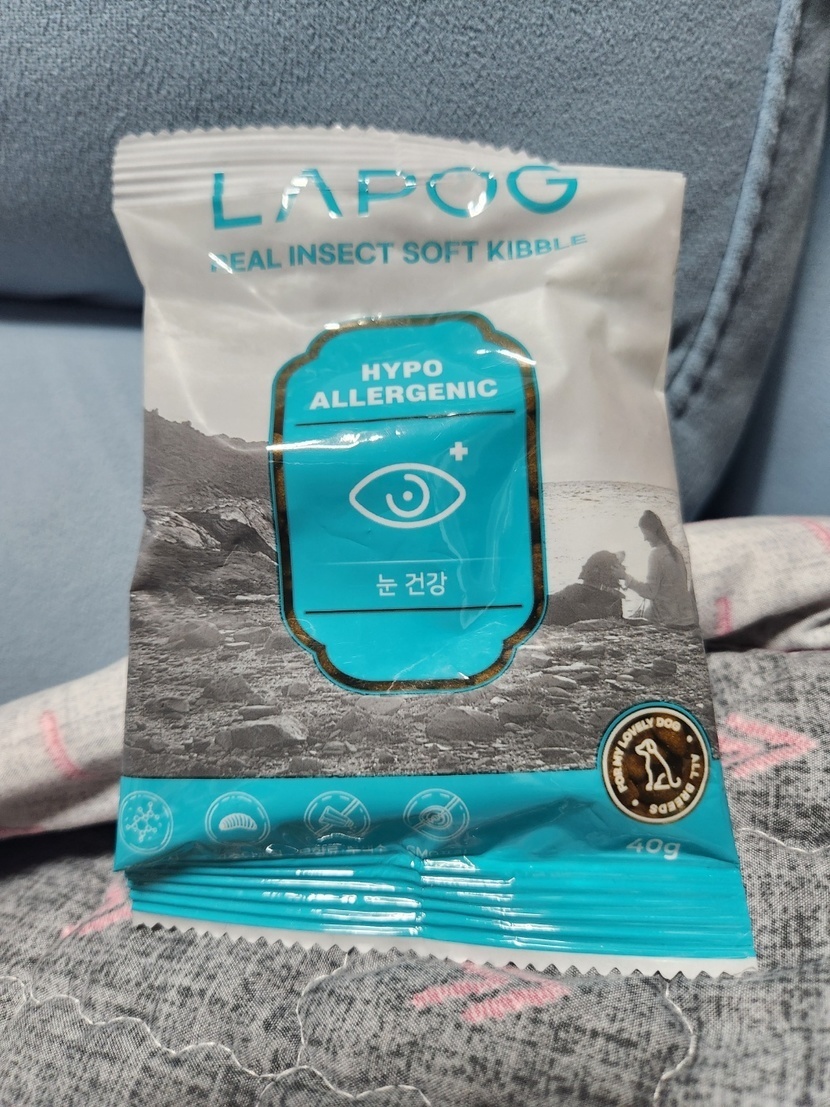 LAPOG
REAL INSECT SOFT KIBBLE
HYPO
ALLERGENIC
눈 건강
FOR MY LOVELY DOG
ALL BREEDS
40g